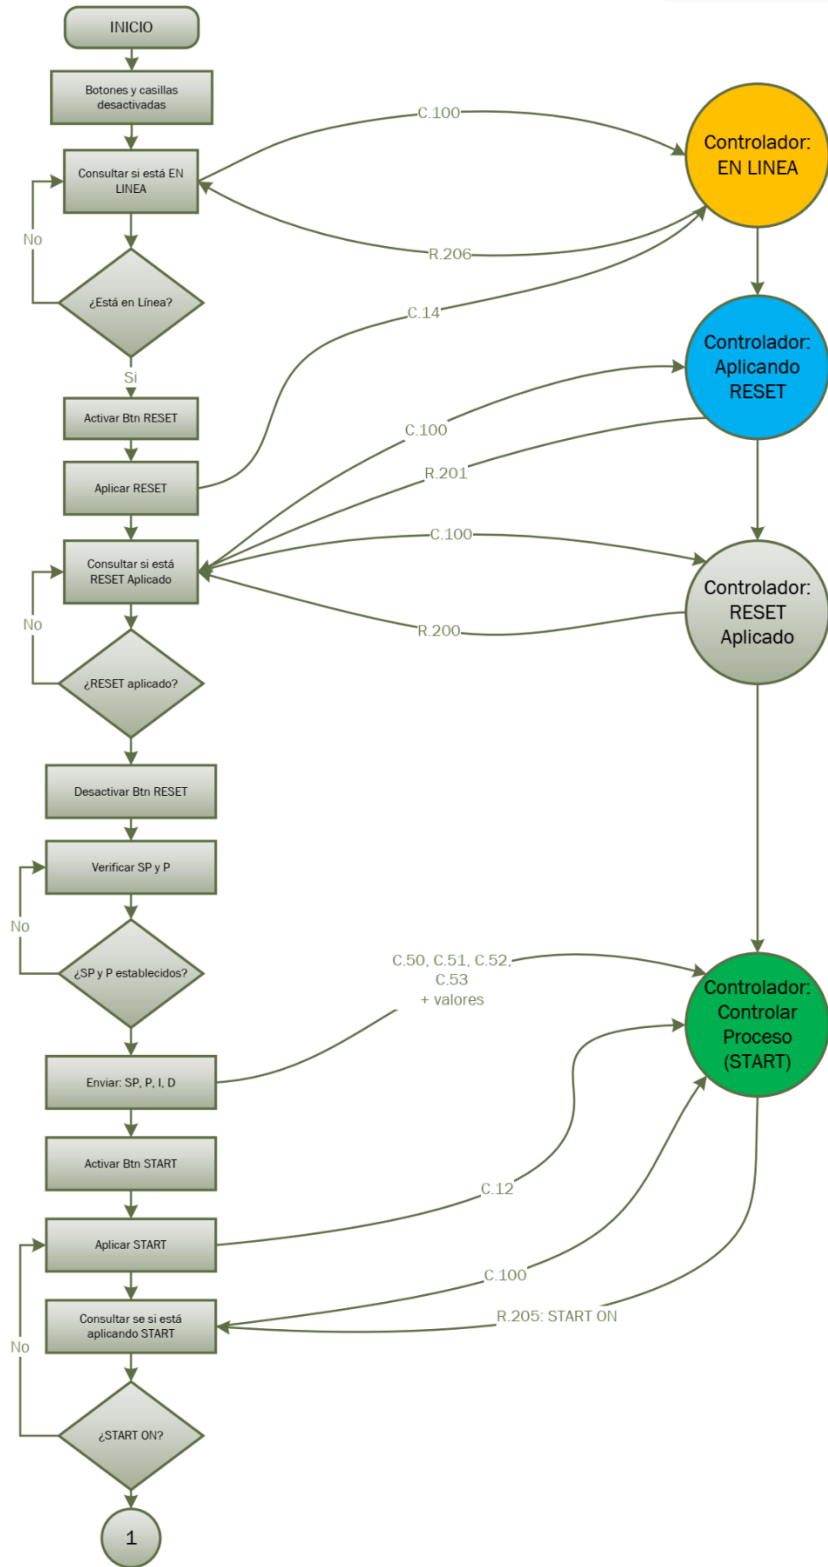 INICIO
Botones y casillas
desactivadas
C.100
Controlador:
EN LINEA
Consultar si está EN
LINEA
No
R.206
¿Está en Línea?
C.14
Controlador:
Aplicando
RESET
Si
Activar Btn RESET
C.100
R.201
Aplicar RESET
C.100
Consultar si está
RESET Aplicado
Controlador:
RESET
Aplicado
No
R.200
¿RESET aplicado?
Desactivar Btn RESET
Verificar SP y P
No
¿SP y P establecidos?
C.50, C.51, C.52,
C.53
+ valores
Controlador:
Controlar
Proceso
(START)
Enviar: SP, P, I, D
Activar Btn START
C.12
Aplicar START
C.100
Consultar se si está
aplicando START
R.205: START ON
No
¿START ON?
1